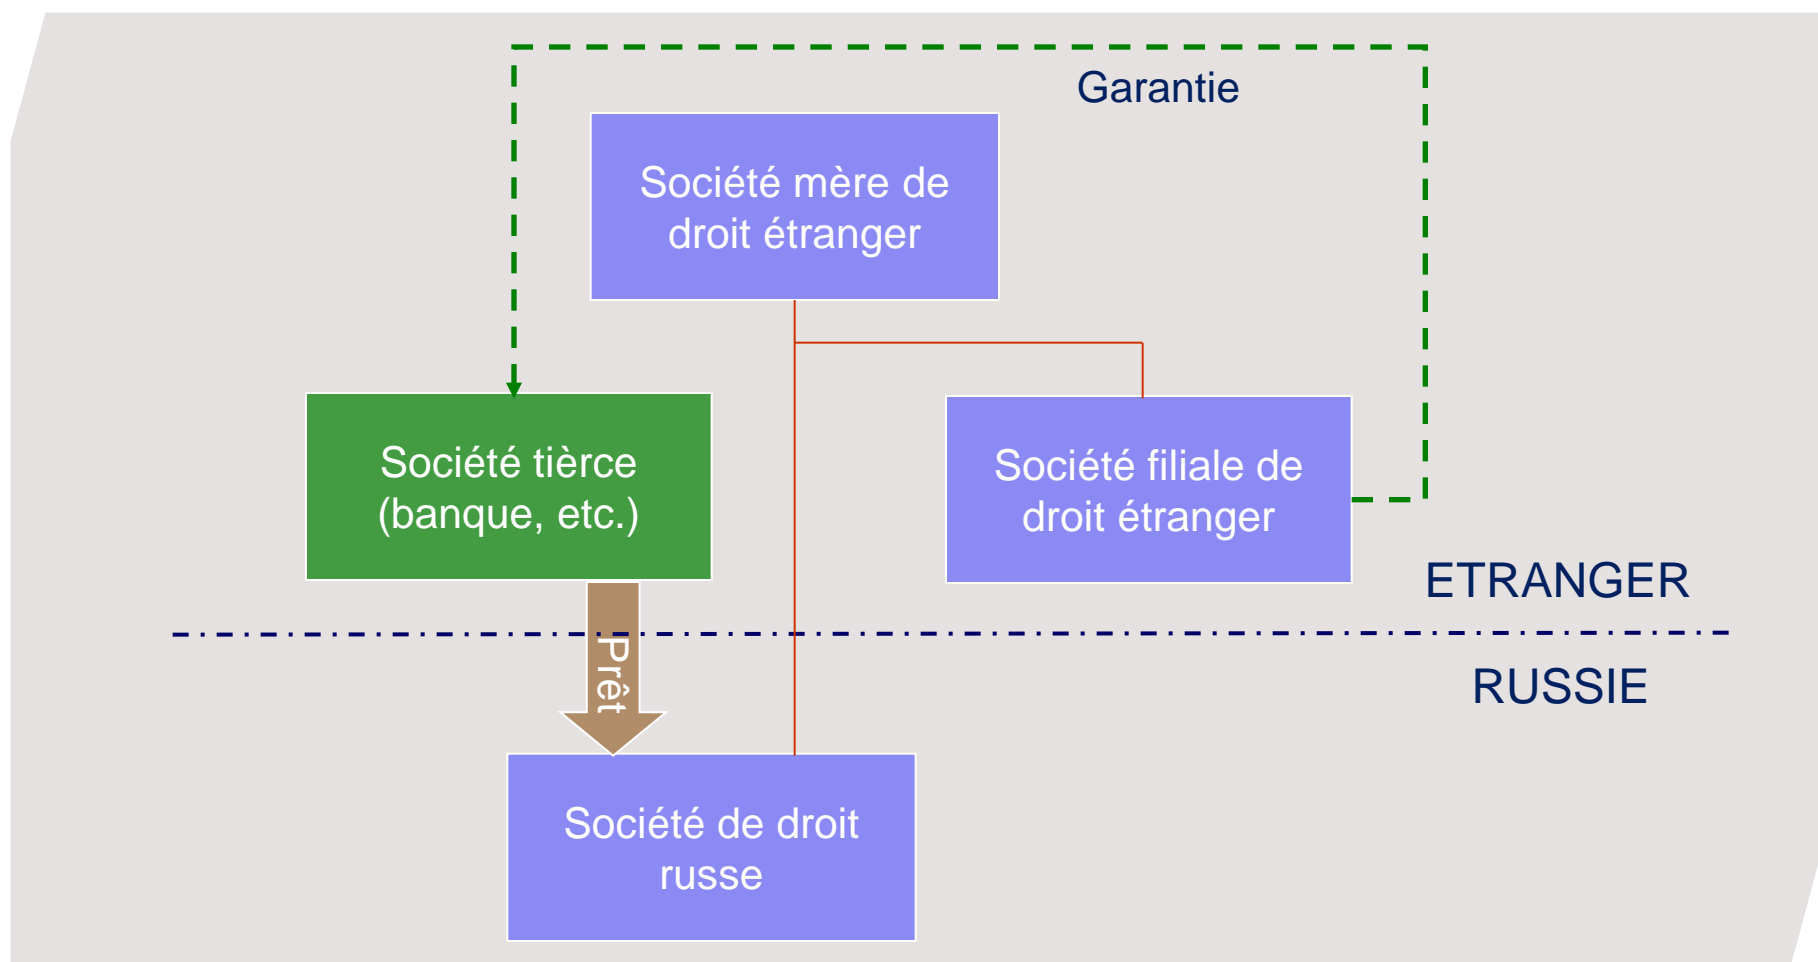 Garantie
Société mère de
droit étranger
Société tièrce
(banque, etc.)
Société filiale de
droit étranger
ETRANGER
RUSSIE
Prêt
Société de droit
russe